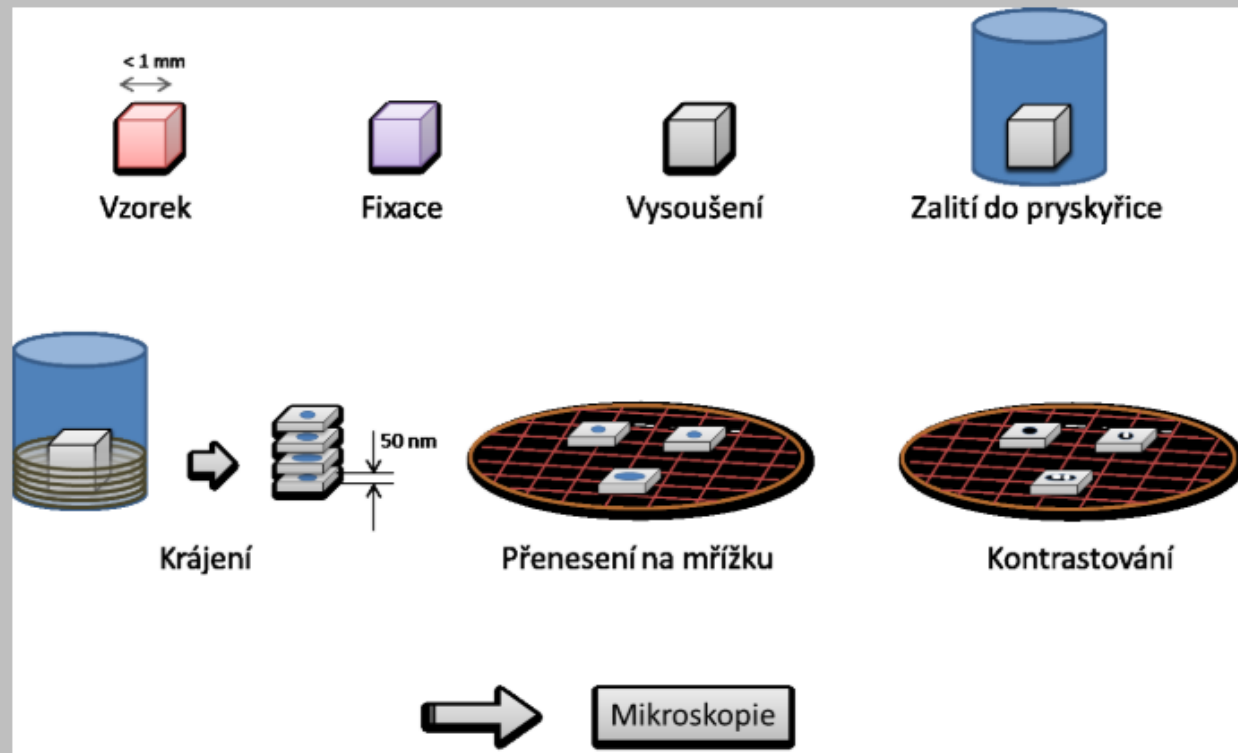 < 1 mm
Vzorek
Fixace
Vysoušení
Zalití do pryskyřice
50 nm
Krájení
Přenesení na mřížku
Kontrastování
Mikroskopie